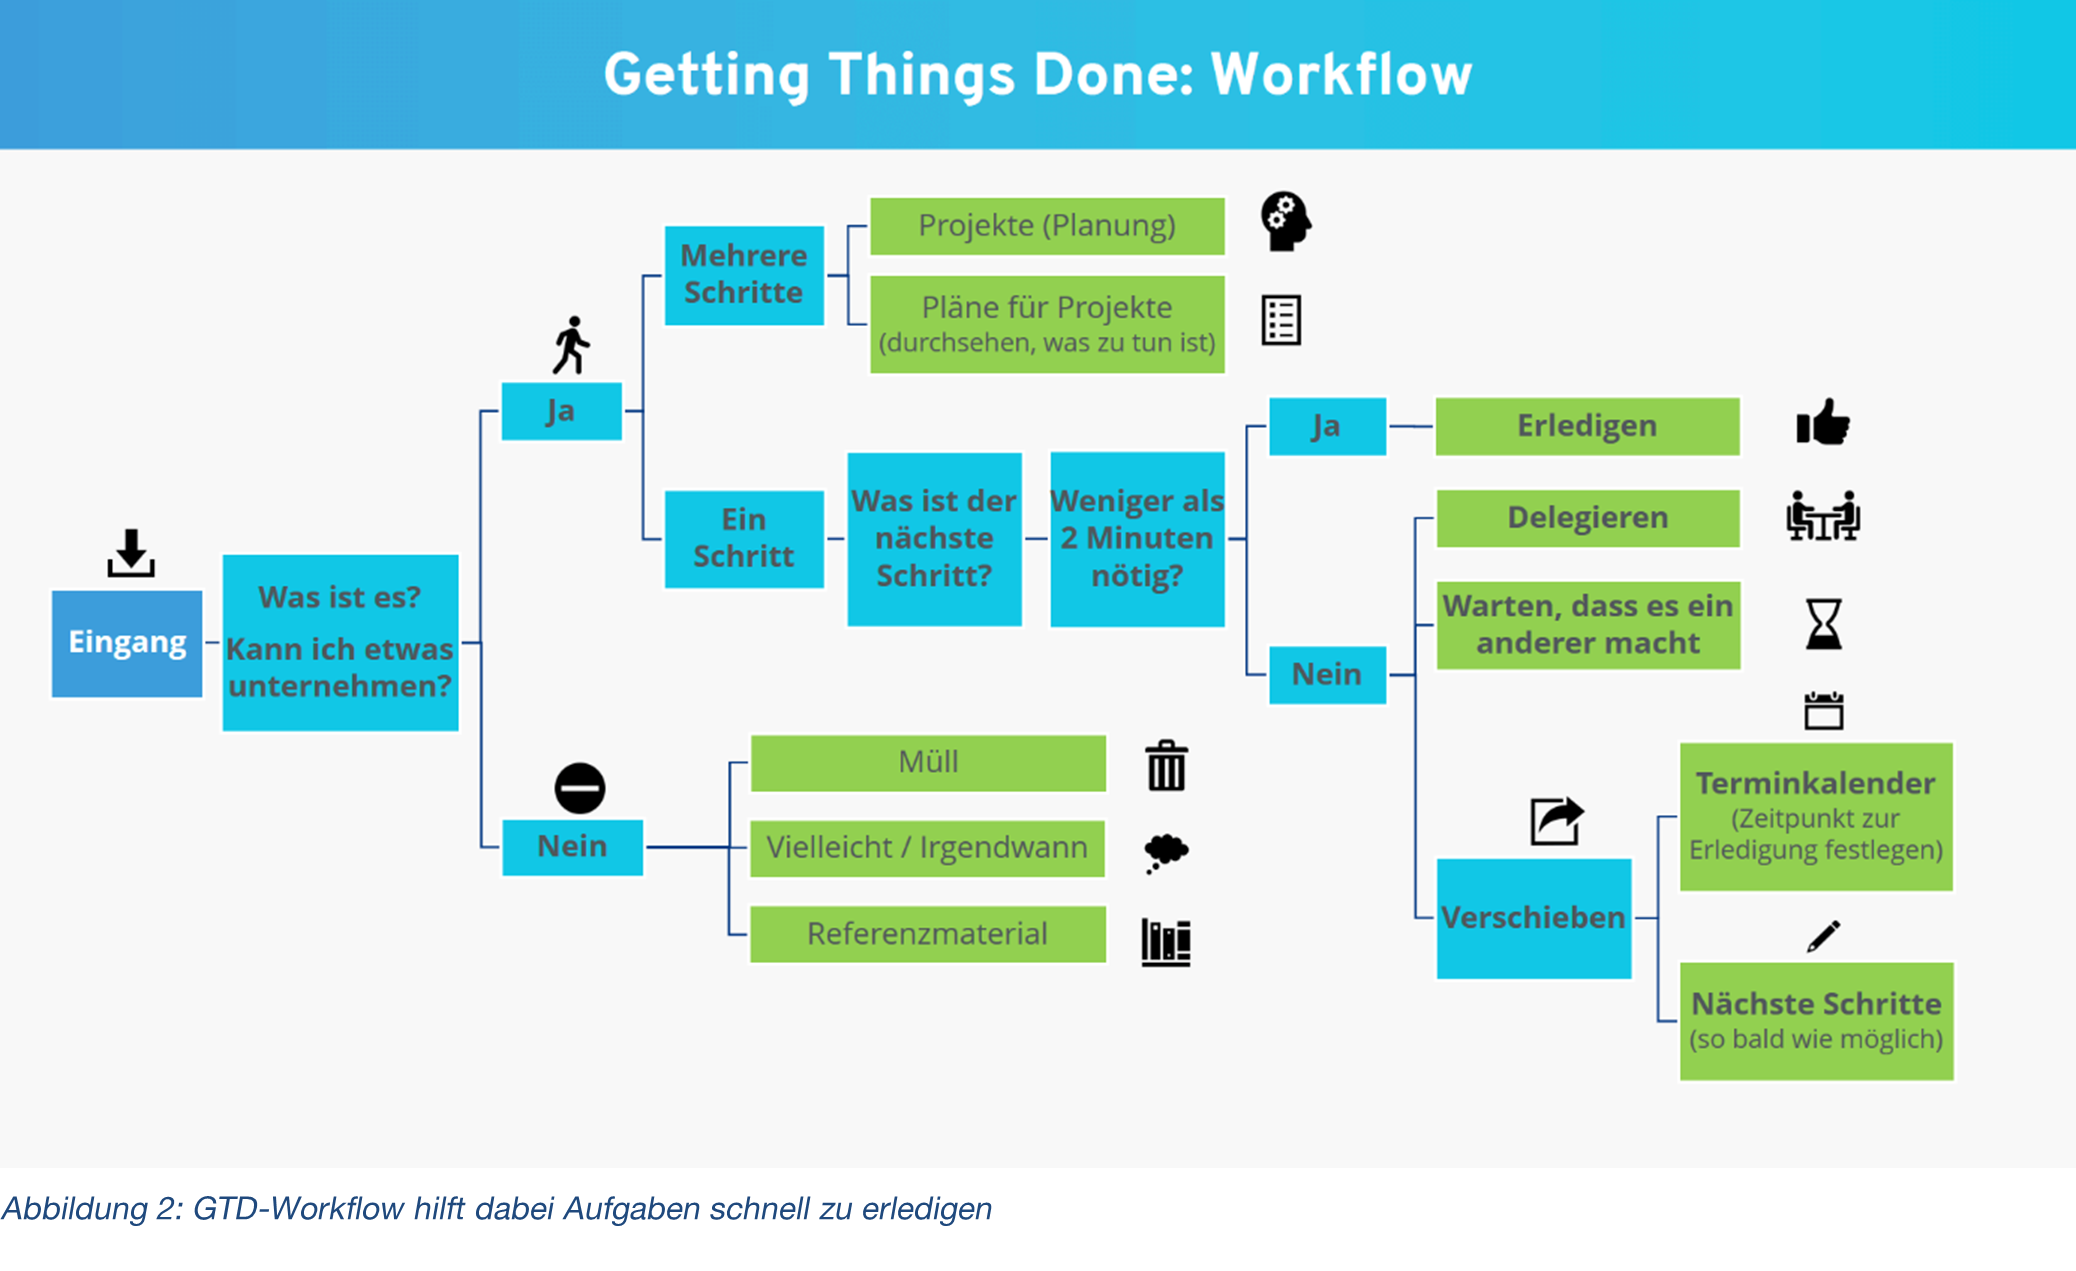 Getting Things Done: Workflow
Eingang
Was ist es?
Kann ich etwas
unternehmen?
Ja
Mehrere
Schritte
Projekte (Planung)
Pläne für Projekte
(durchsehen, was zu tun ist)
Ein
Schritt
Was ist der
nächste
Schritt?
Weniger als
2 Minuten
nötig?
Ja
Erledigen
Nein
Delegieren
Warten, dass es ein
anderer macht
Verschieben
Terminkalender
(Zeitpunkt zur
Erledigung festlegen)
Nächste Schritte
(so bald wie möglich)
Nein
Müll
Vielleicht / Irgendwann
Referenzmaterial
Abbildung 2: GTD-Workflow hilft dabei Aufgaben schnell zu erledigen